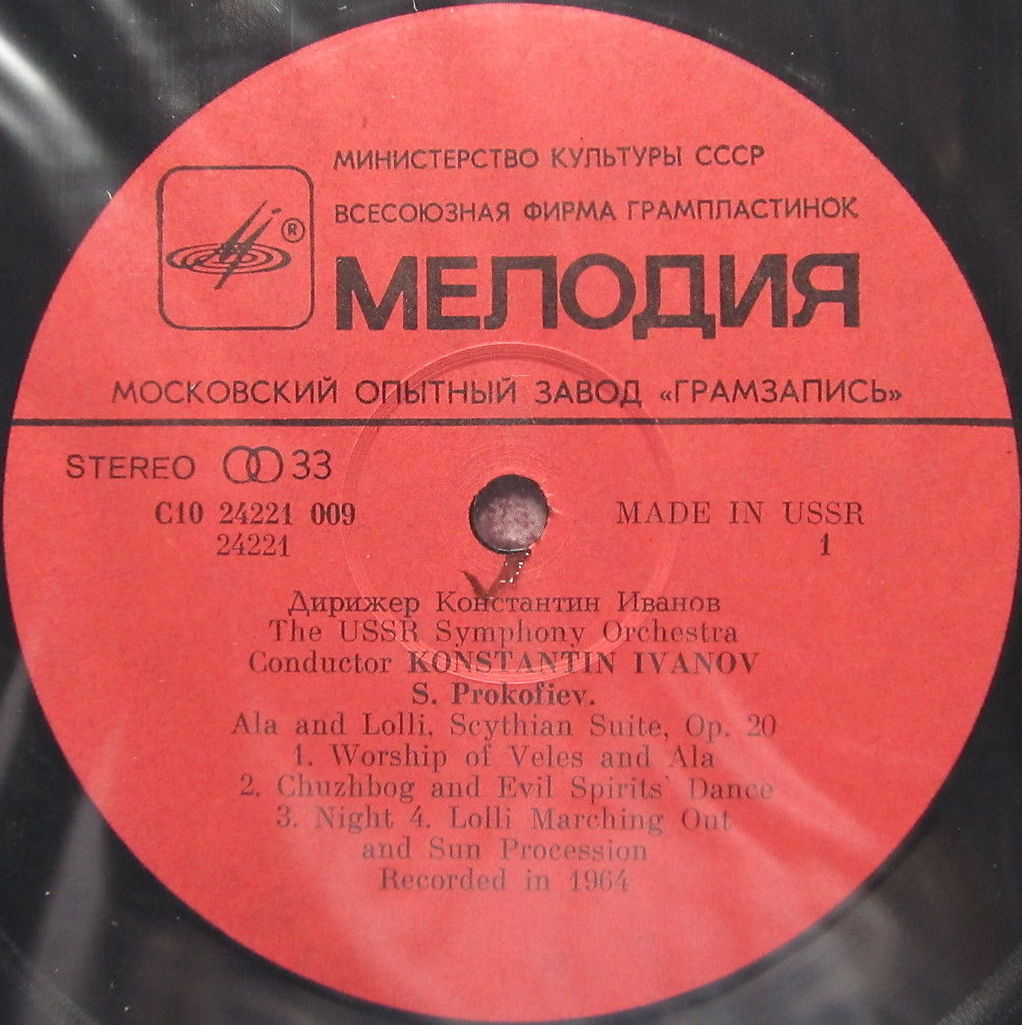 МИНИСТЕРСТВО КУЛЬТУРЫ СССР
ВСЕСОЮЗНАЯ ФИРМА ГРАМПЛАСТИНОК
®
МЕЛОДИЯ
МОСКОВСКИЙ ОПЫТНЫЙ ЗАВОД «ГРАМЗАПИСЬ»
STEREO 33
С10 24221 009 MADE IN USSR
24221 1
Дирижер Константин Иванов
The USSR Symphony Orchestra
Conductor KONSTANTIN IVANOV
S. Prokofiev.
Ala and Lolli, Scythian Suite, Op. 20
1. Worship of Veles and Ala
2. Chuzhbog and Evil Spirits' Dance
3. Night 4. Lolli Marching Out
and Sun Procession
Recorded in 1964